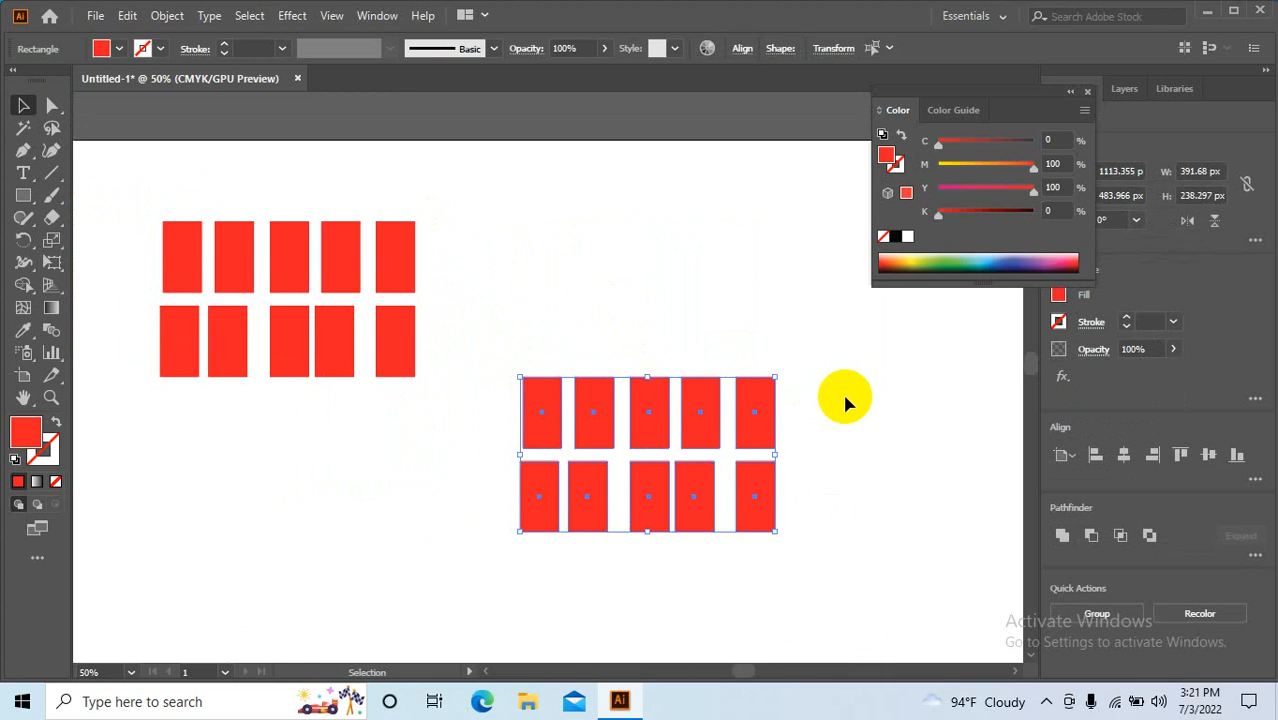 Ai File Edit Object Type Select Effect View Window Help Essentials Search Adobe Stock
Rectangle Stroke: Basic Opacity: 100% Style: Align Shape: Transform
Untitled-1* @ 50% (CMYK/GPU Preview) × Layers Libraries
Color Color Guide
C 0 %
M 100 %
Y 100 %
K 0 %
1113.355 p W: 391.68 px
483.966 px H: 238.297 px
0°
Fill
Stroke
Opacity 100%
fx.
Align
Pathfinder
Expand
Quick Actions
Group Recolor
Activate Windows
Go to Settings to activate Windows.
50% 1 Selection
Type here to search Ai 94°F Cloudy 3:21 PM
7/3/2022